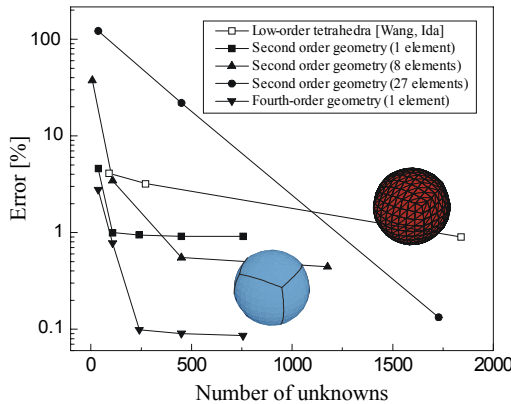 Low-order tetrahedra [Wang, Ida]
Second order geometry (1 element)
Second order geometry (8 elements)
Second order geometry (27 elements)
Fourth-order geometry (1 element)
Error [%]
100
10
1
0.1
0
500
1000
1500
2000
Number of unknowns